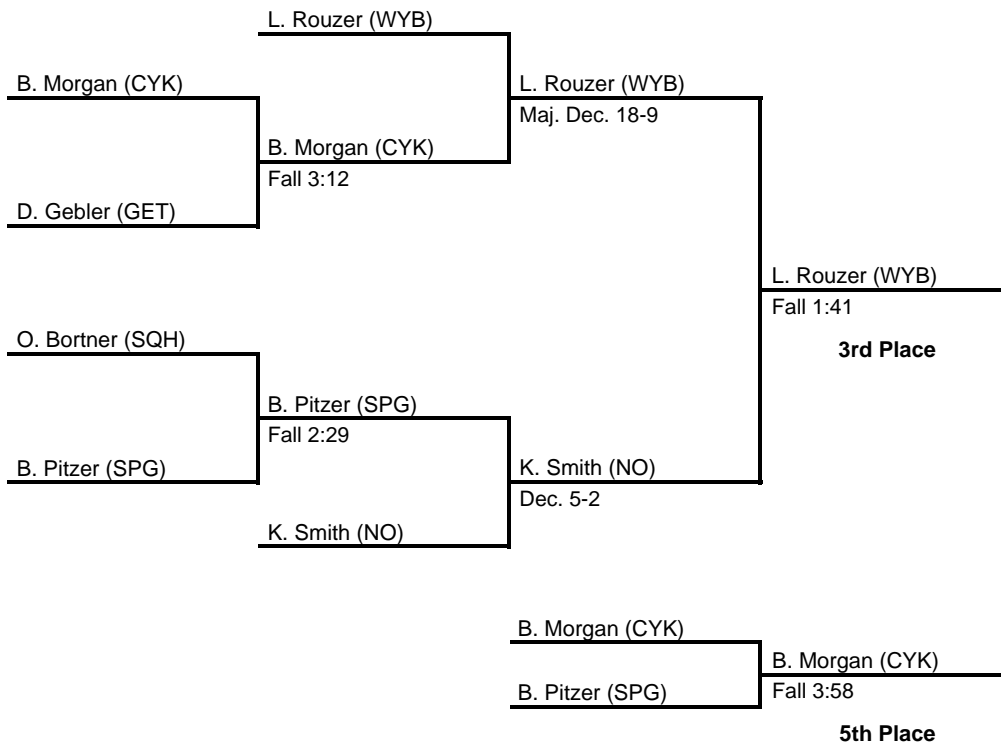 L. Rouzer (WYB)
B. Morgan (CYK)
L. Rouzer (WYB)
Maj. Dec. 18-9
B. Morgan (CYK)
Fall 3:12
D. Gebler (GET)
L. Rouzer (WYB)
Fall 1:41
3rd Place
O. Bortner (SQH)
B. Pitzer (SPG)
Fall 2:29
B. Pitzer (SPG)
K. Smith (NO)
Dec. 5-2
K. Smith (NO)
B. Morgan (CYK)
B. Morgan (CYK)
Fall 3:58
B. Pitzer (SPG)
5th Place